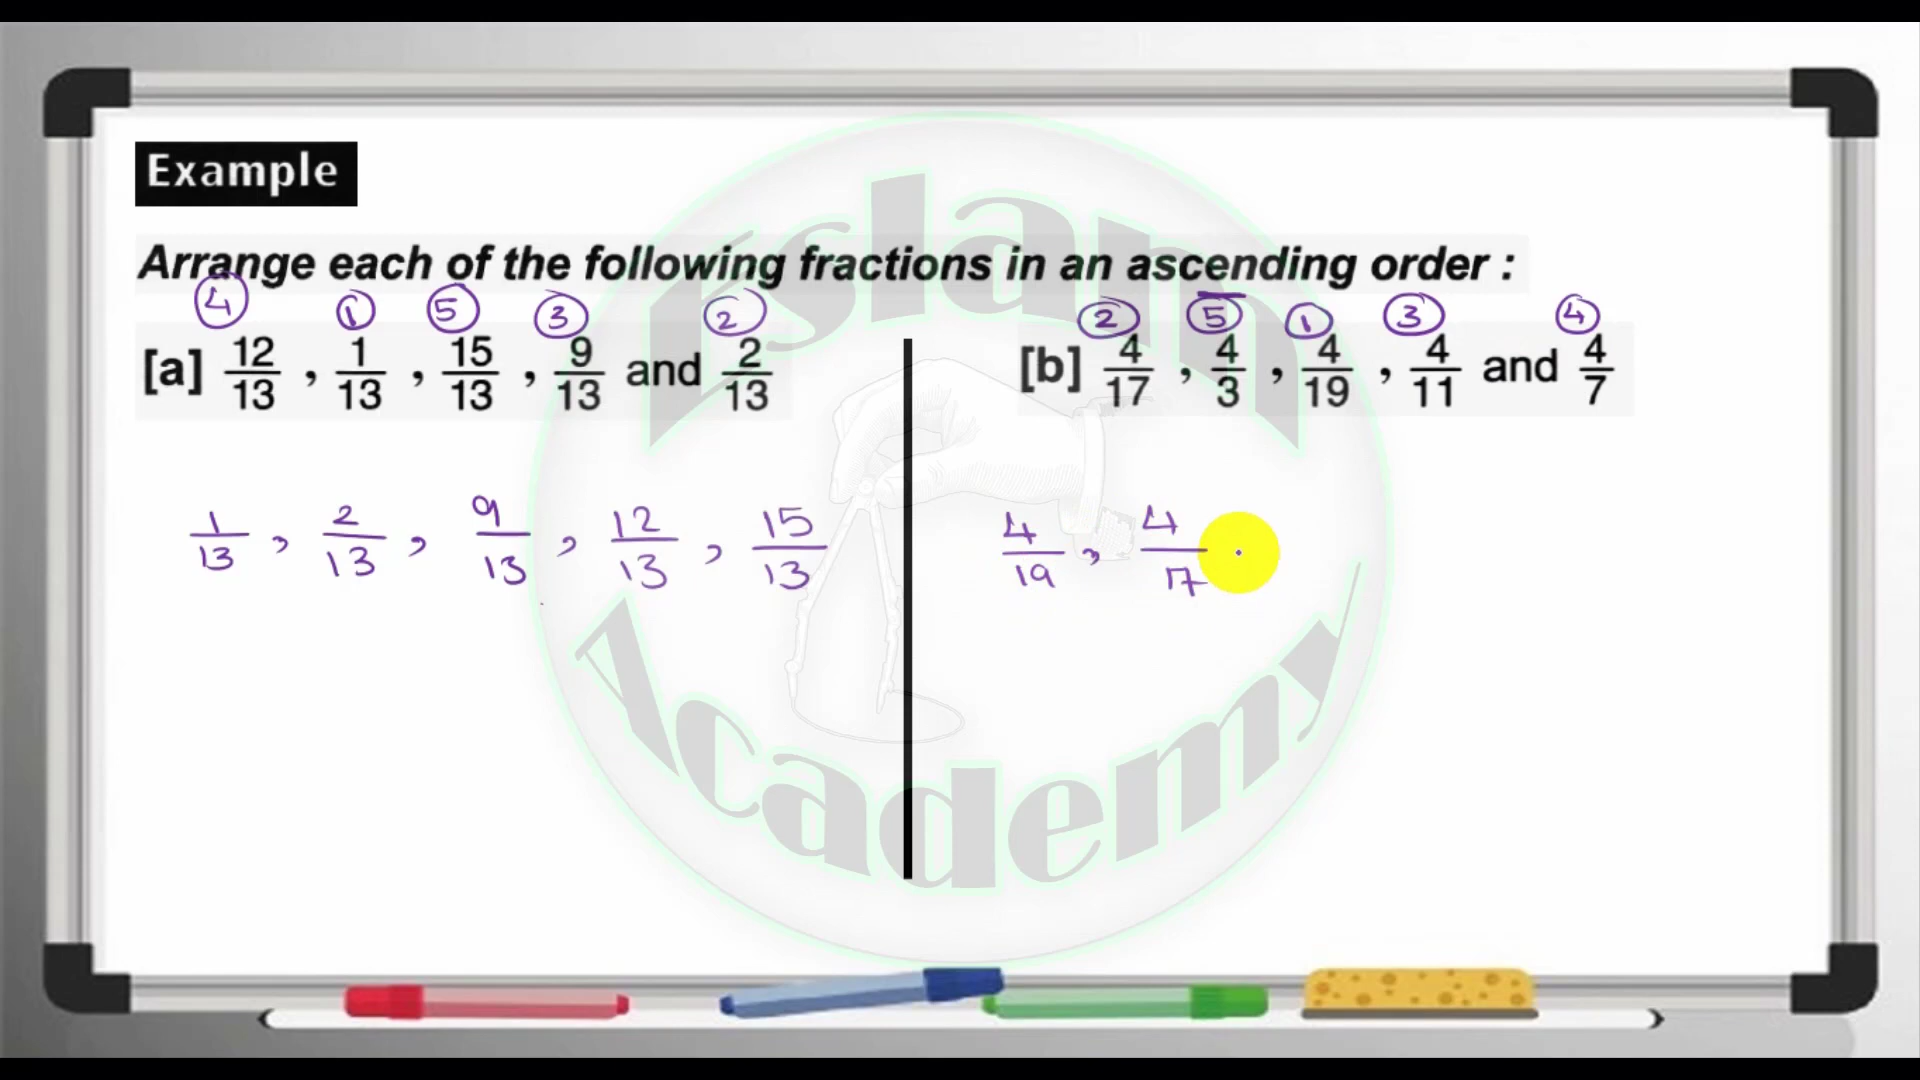 Example
Arrange each of the following fractions in an ascending order :
④ ① ⑤ ③ ②
[a] 12/13 , 1/13 , 15/13 , 9/13 and 2/13
② ⑤ ① ③ ④
[b] 4/17 , 4/3 , 4/19 , 4/11 and 4/7
1/13 , 2/13 , 9/13 , 12/13 , 15/13
4/19 , 4/17
Eslam
Academy